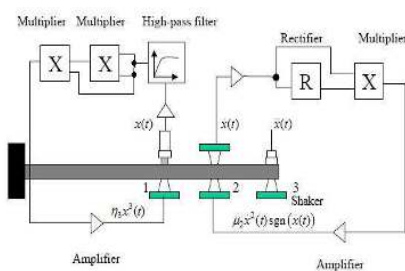 Multiplier Multiplier High-pass filter
Rectifier Multiplier
X X
R X
x(t) x(t) x(t)
1 2 3
Shaker
η₃x³(t) μ₂x²(t)sgn(x(t))
Amplifier Amplifier